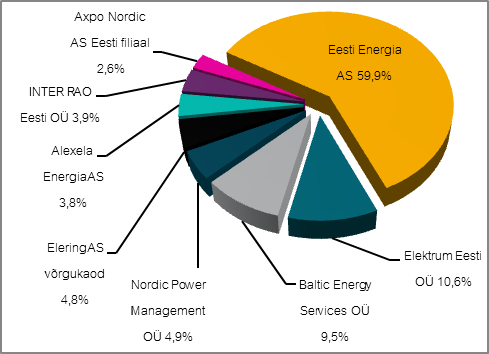 Axpo Nordic
AS Eesti filiaal
2,6%
Eesti Energia
AS 59,9%
INTER RAO
Eesti OÜ 3,9%
Alexela
EnergiaAS
3,8%
EleringAS
võrgukaod
4,8%
Nordic Power
Management
OÜ 4,9%
Baltic Energy
Services OÜ
9,5%
Elektrum Eesti
OÜ 10,6%